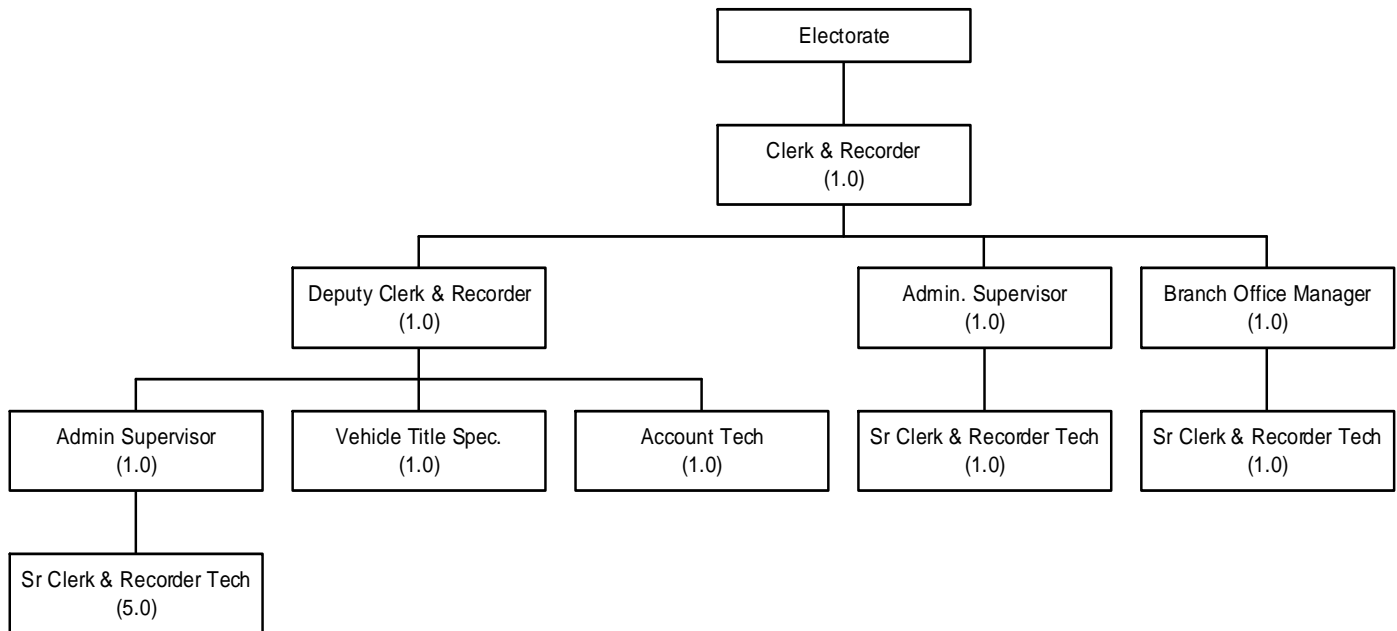 Electorate
Clerk & Recorder
(1.0)
Deputy Clerk & Recorder
(1.0)
Admin. Supervisor
(1.0)
Branch Office Manager
(1.0)
Admin Supervisor
(1.0)
Vehicle Title Spec.
(1.0)
Account Tech
(1.0)
Sr Clerk & Recorder Tech
(1.0)
Sr Clerk & Recorder Tech
(1.0)
Sr Clerk & Recorder Tech
(5.0)